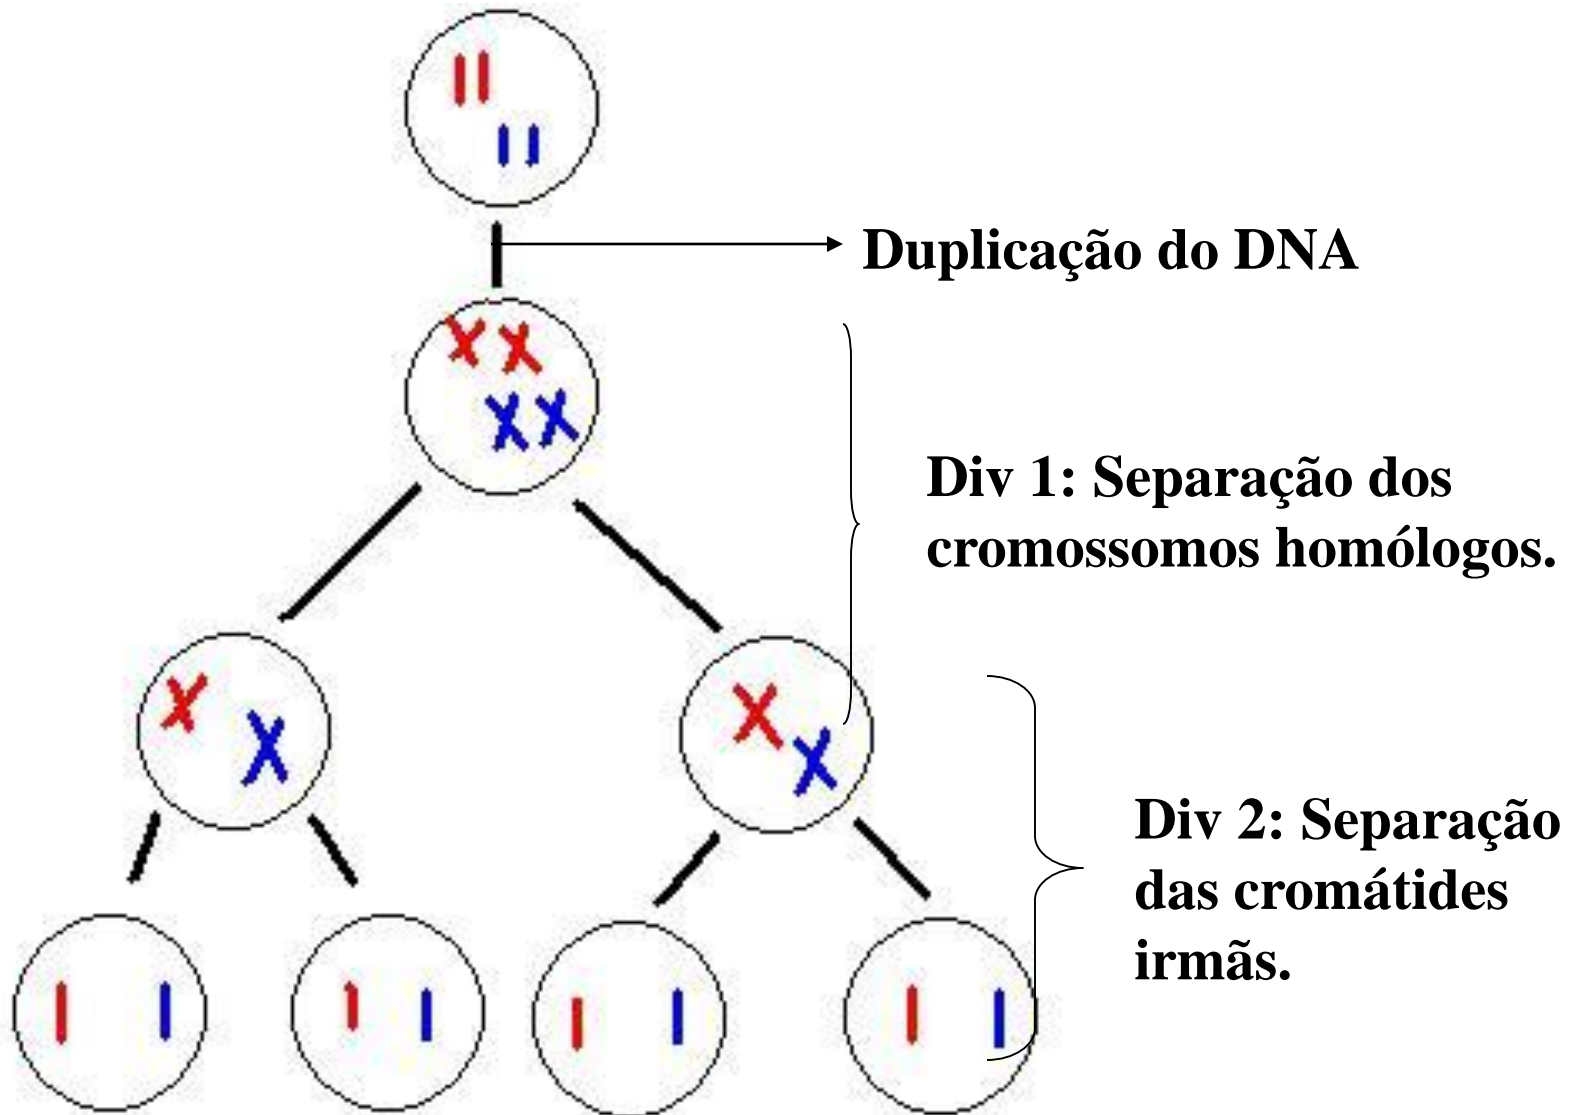 Duplicação do DNA
Div 1: Separação dos
cromossomos homólogos.
Div 2: Separação
das cromátides
irmãs.